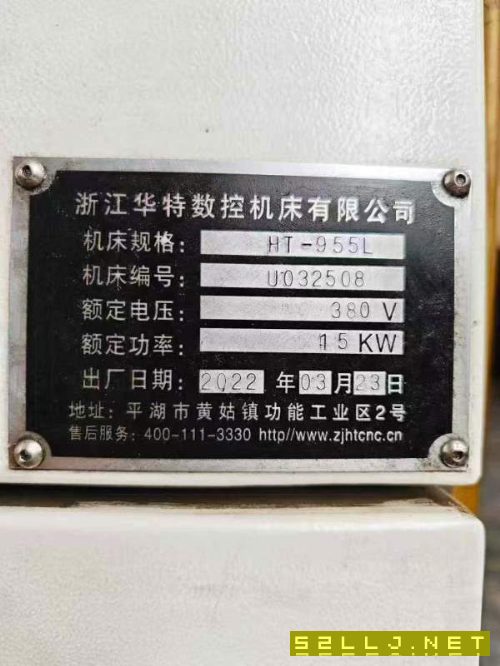 浙江华特数控机床有限公司
机床规格: HT-955L
机床编号: U032508
额定电压: 380 V
额定功率: 15 KW
出厂日期: 2022 年 03 月 23 日
地址: 平湖市黄姑镇功能工业区2号
售后服务: 400-111-3330 http//www.zjhtcnc.cn
52LLJ.NET